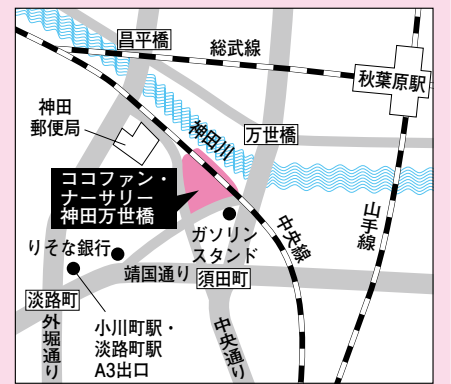 昌平橋
総武線
秋葉原駅
神田
郵便局
神田川
万世橋
ココファン・
ナーサリー
神田万世橋
ガソリン
スタンド
中央線
山手線
りそな銀行
靖国通り
須田町
淡路町
外堀通り
小川町駅・
淡路町駅
A3出口
中央通り